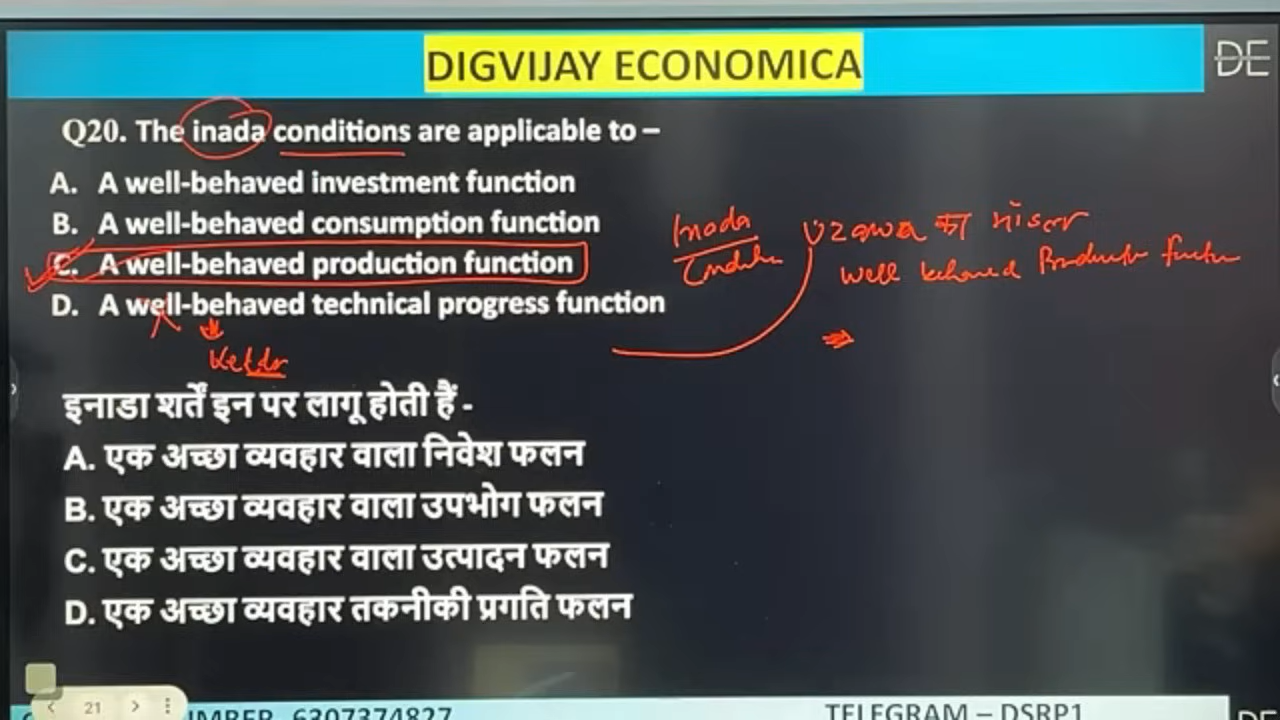 DIGVIJAY ECONOMICA
DE
Q20. The inada conditions are applicable to –
A. A well-behaved investment function
B. A well-behaved consumption function
C. A well-behaved production function
D. A well-behaved technical progress function
Inada
well behaved Production function
इनाडा शर्तें इन पर लागू होती हैं -
A. एक अच्छा व्यवहार वाला निवेश फलन
B. एक अच्छा व्यवहार वाला उपभोग फलन
C. एक अच्छा व्यवहार वाला उत्पादन फलन
D. एक अच्छा व्यवहार तकनीकी प्रगति फलन
21
6307374827
TELEGRAM – DSRP1
DE